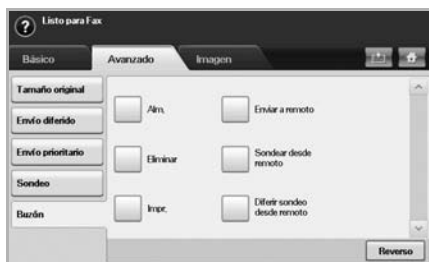 Listo para Fax
Básico
Avanzado
Imagen
Tamaño original
Envío diferido
Envío prioritario
Sondeo
Buzón
Alm.
Enviar a remoto
Eliminar
Sondear desde
remoto
Impr.
Diferir sondeo
desde remoto
Reverso